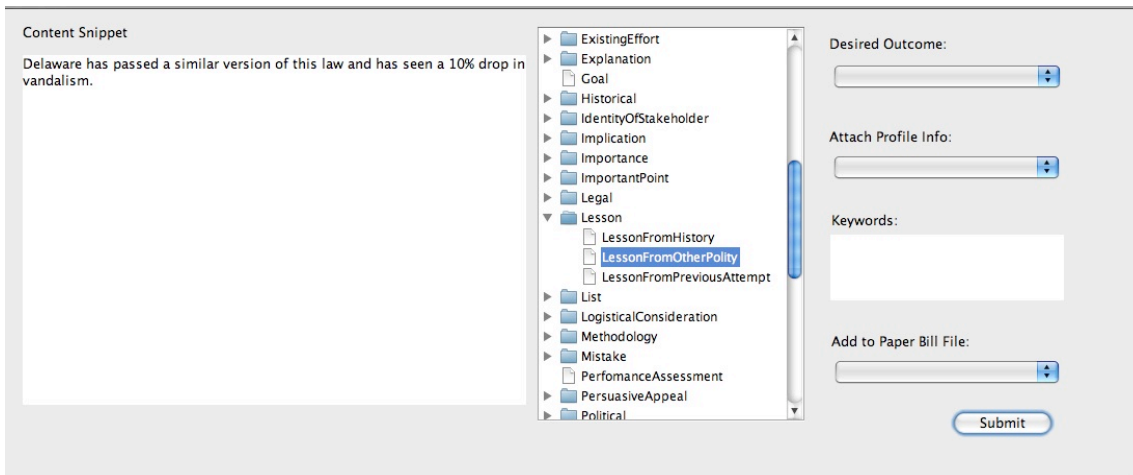 Content Snippet
Delaware has passed a similar version of this law and has seen a 10% drop in
vandalism.
ExistingEffort
Explanation
Goal
Historical
IdentityOfStakeholder
Implication
Importance
ImportantPoint
Legal
Lesson
LessonFromHistory
LessonFromOtherPolity
LessonFromPreviousAttempt
List
LogisticalConsideration
Methodology
Mistake
PerfomanceAssessment
PersuasiveAppeal
Political
Desired Outcome:
Attach Profile Info:
Keywords:
Add to Paper Bill File:
Submit